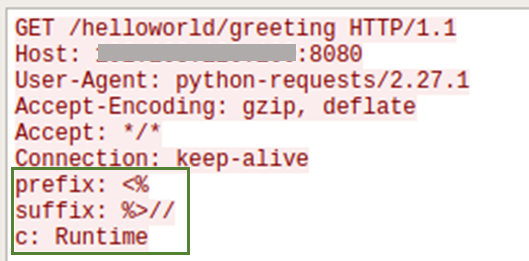 GET /helloworld/greeting HTTP/1.1
Host: :8080
User-Agent: python-requests/2.27.1
Accept-Encoding: gzip, deflate
Accept: */*
Connection: keep-alive
prefix: <%
suffix: %>//
c: Runtime